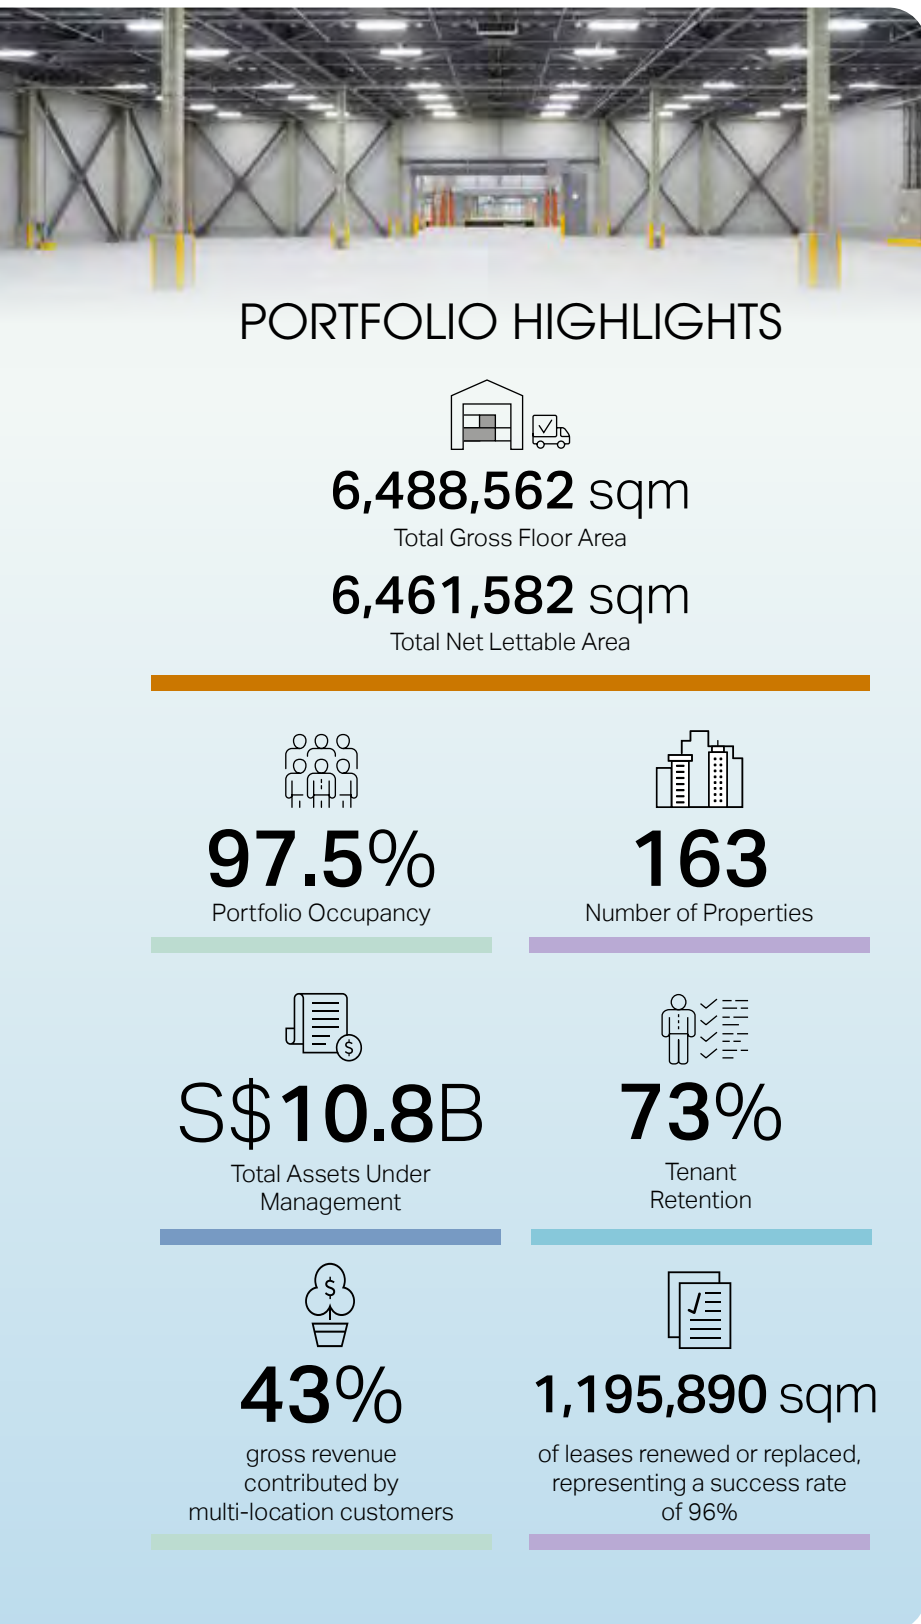 PORTFOLIO HIGHLIGHTS
6,488,562 sqm
Total Gross Floor Area
6,461,582 sqm
Total Net Lettable Area
97.5%
Portfolio Occupancy
163
Number of Properties
S$10.8B
Total Assets Under
Management
73%
Tenant
Retention
43%
gross revenue
contributed by
multi-location customers
1,195,890 sqm
of leases renewed or replaced,
representing a success rate
of 96%